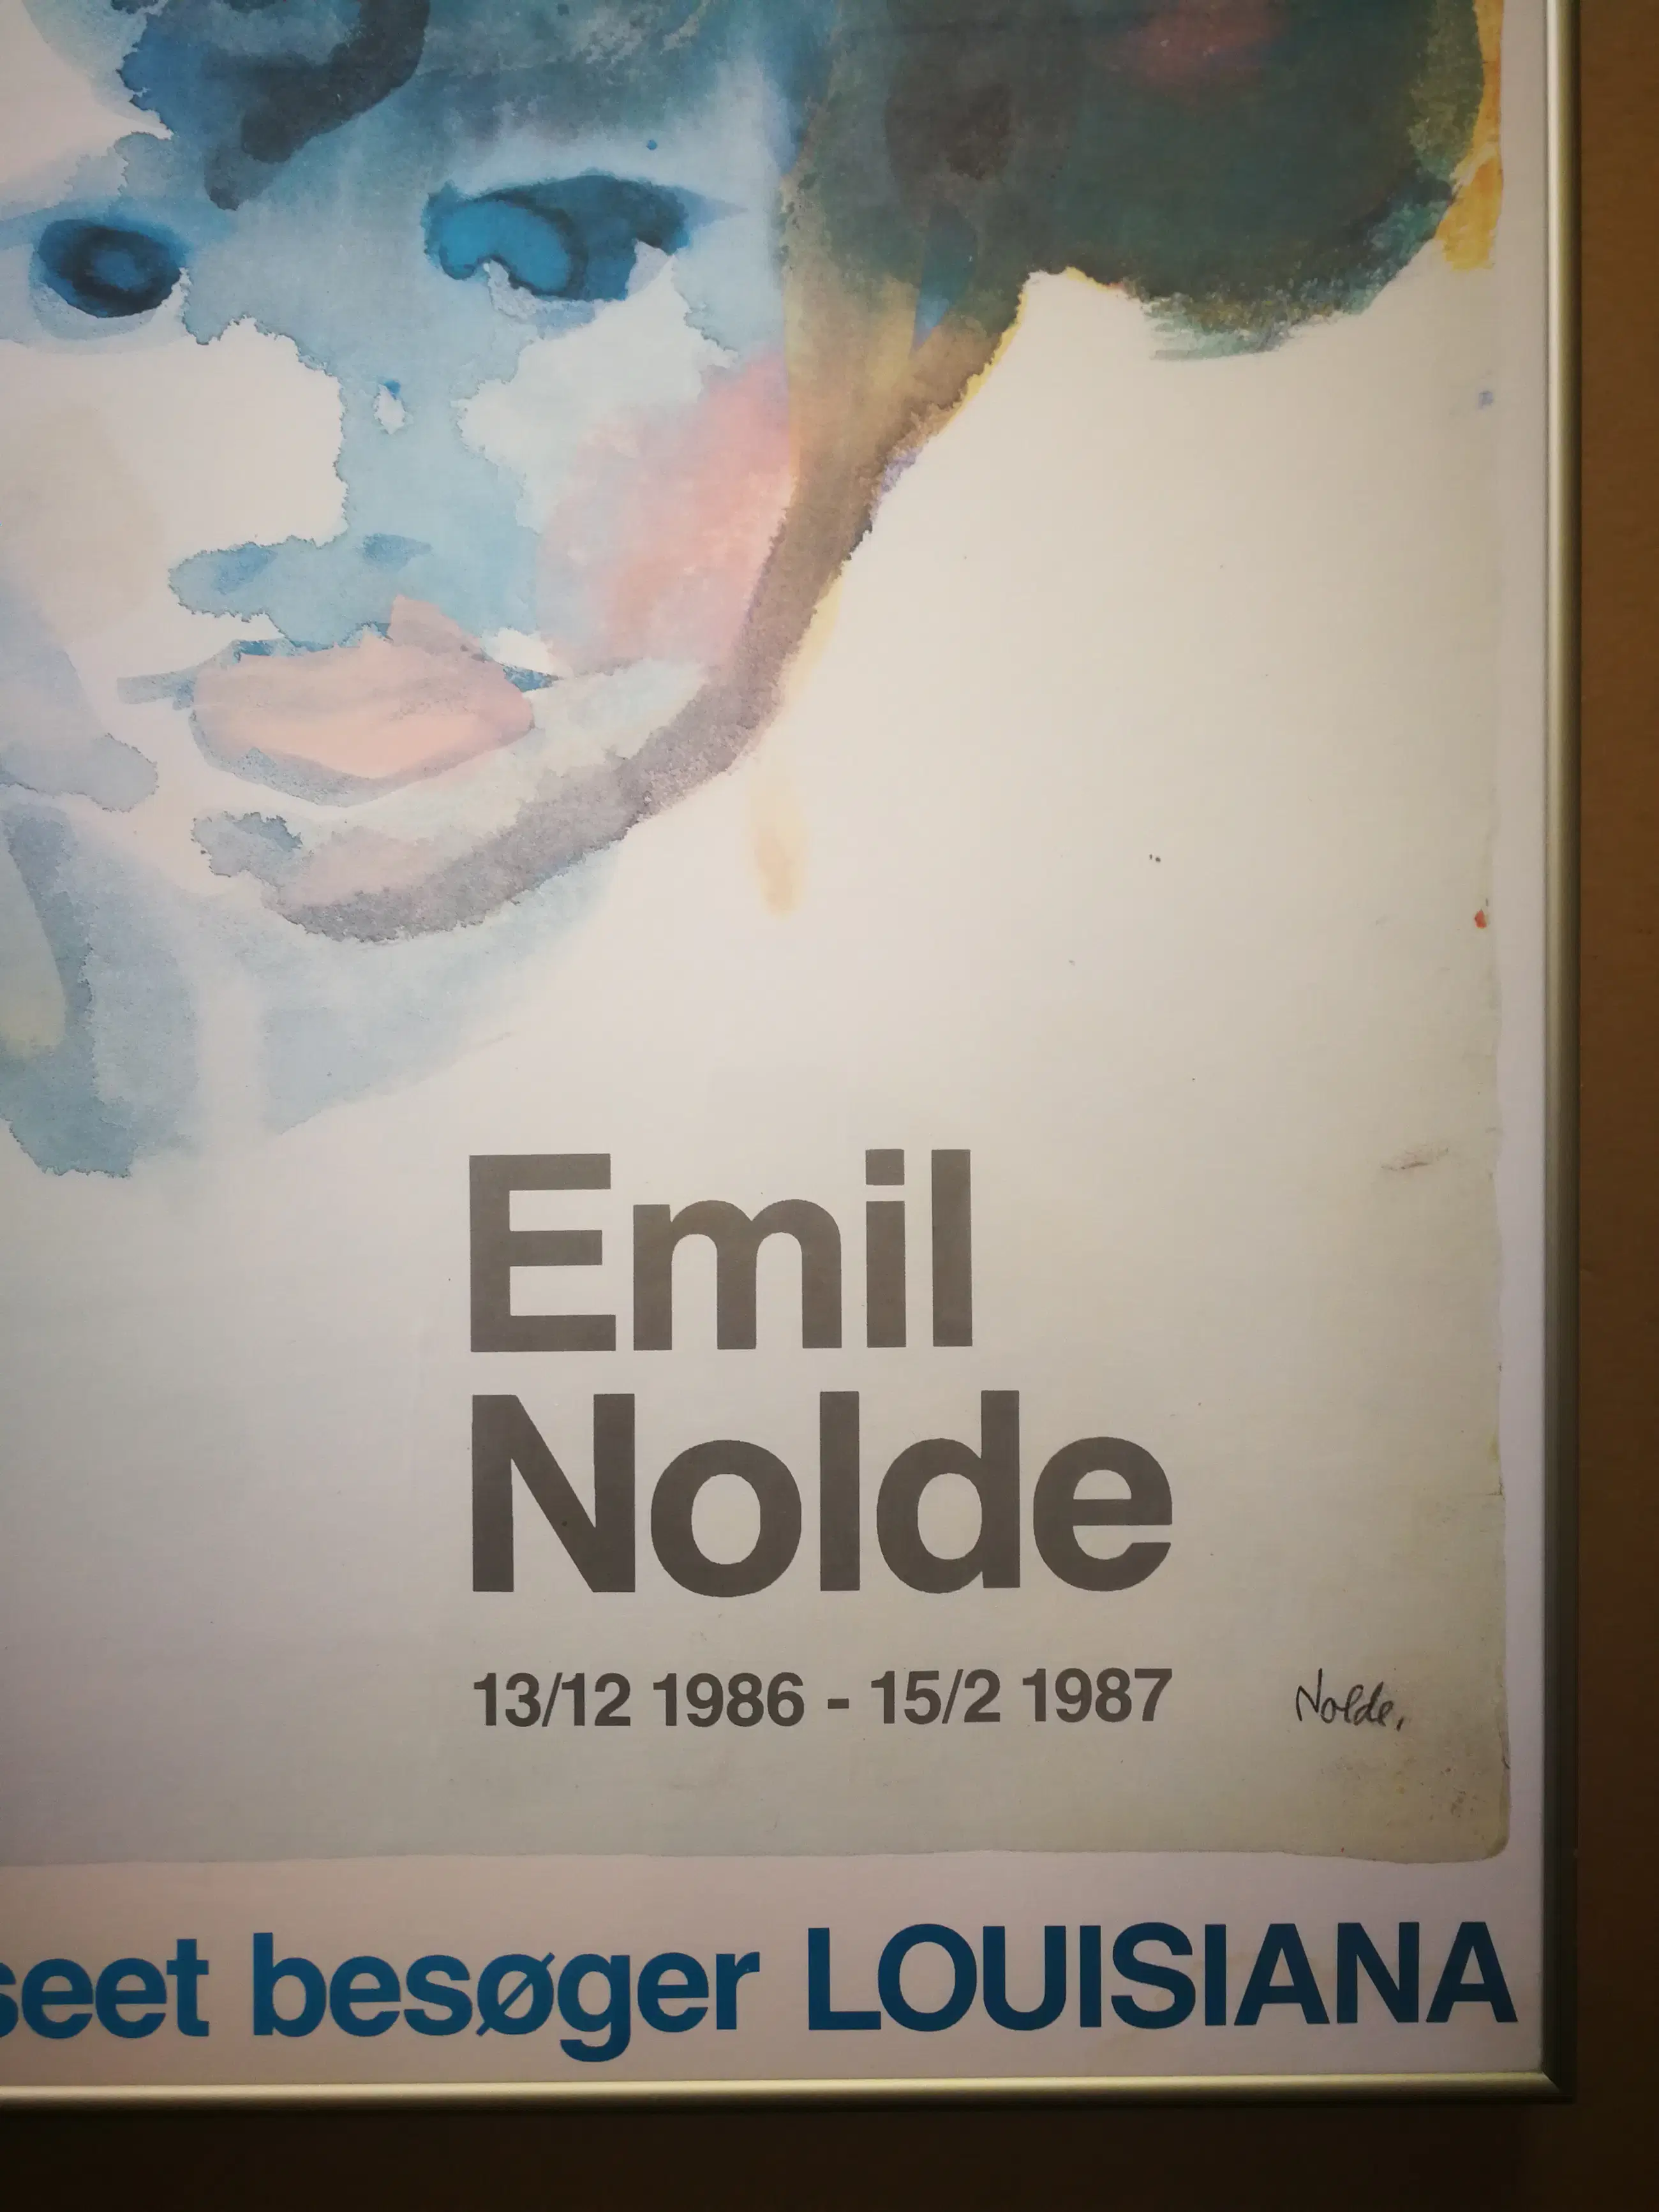 Emil
Nolde
13/12 1986 - 15/2 1987
Nolde.
seet besøger LOUISIANA